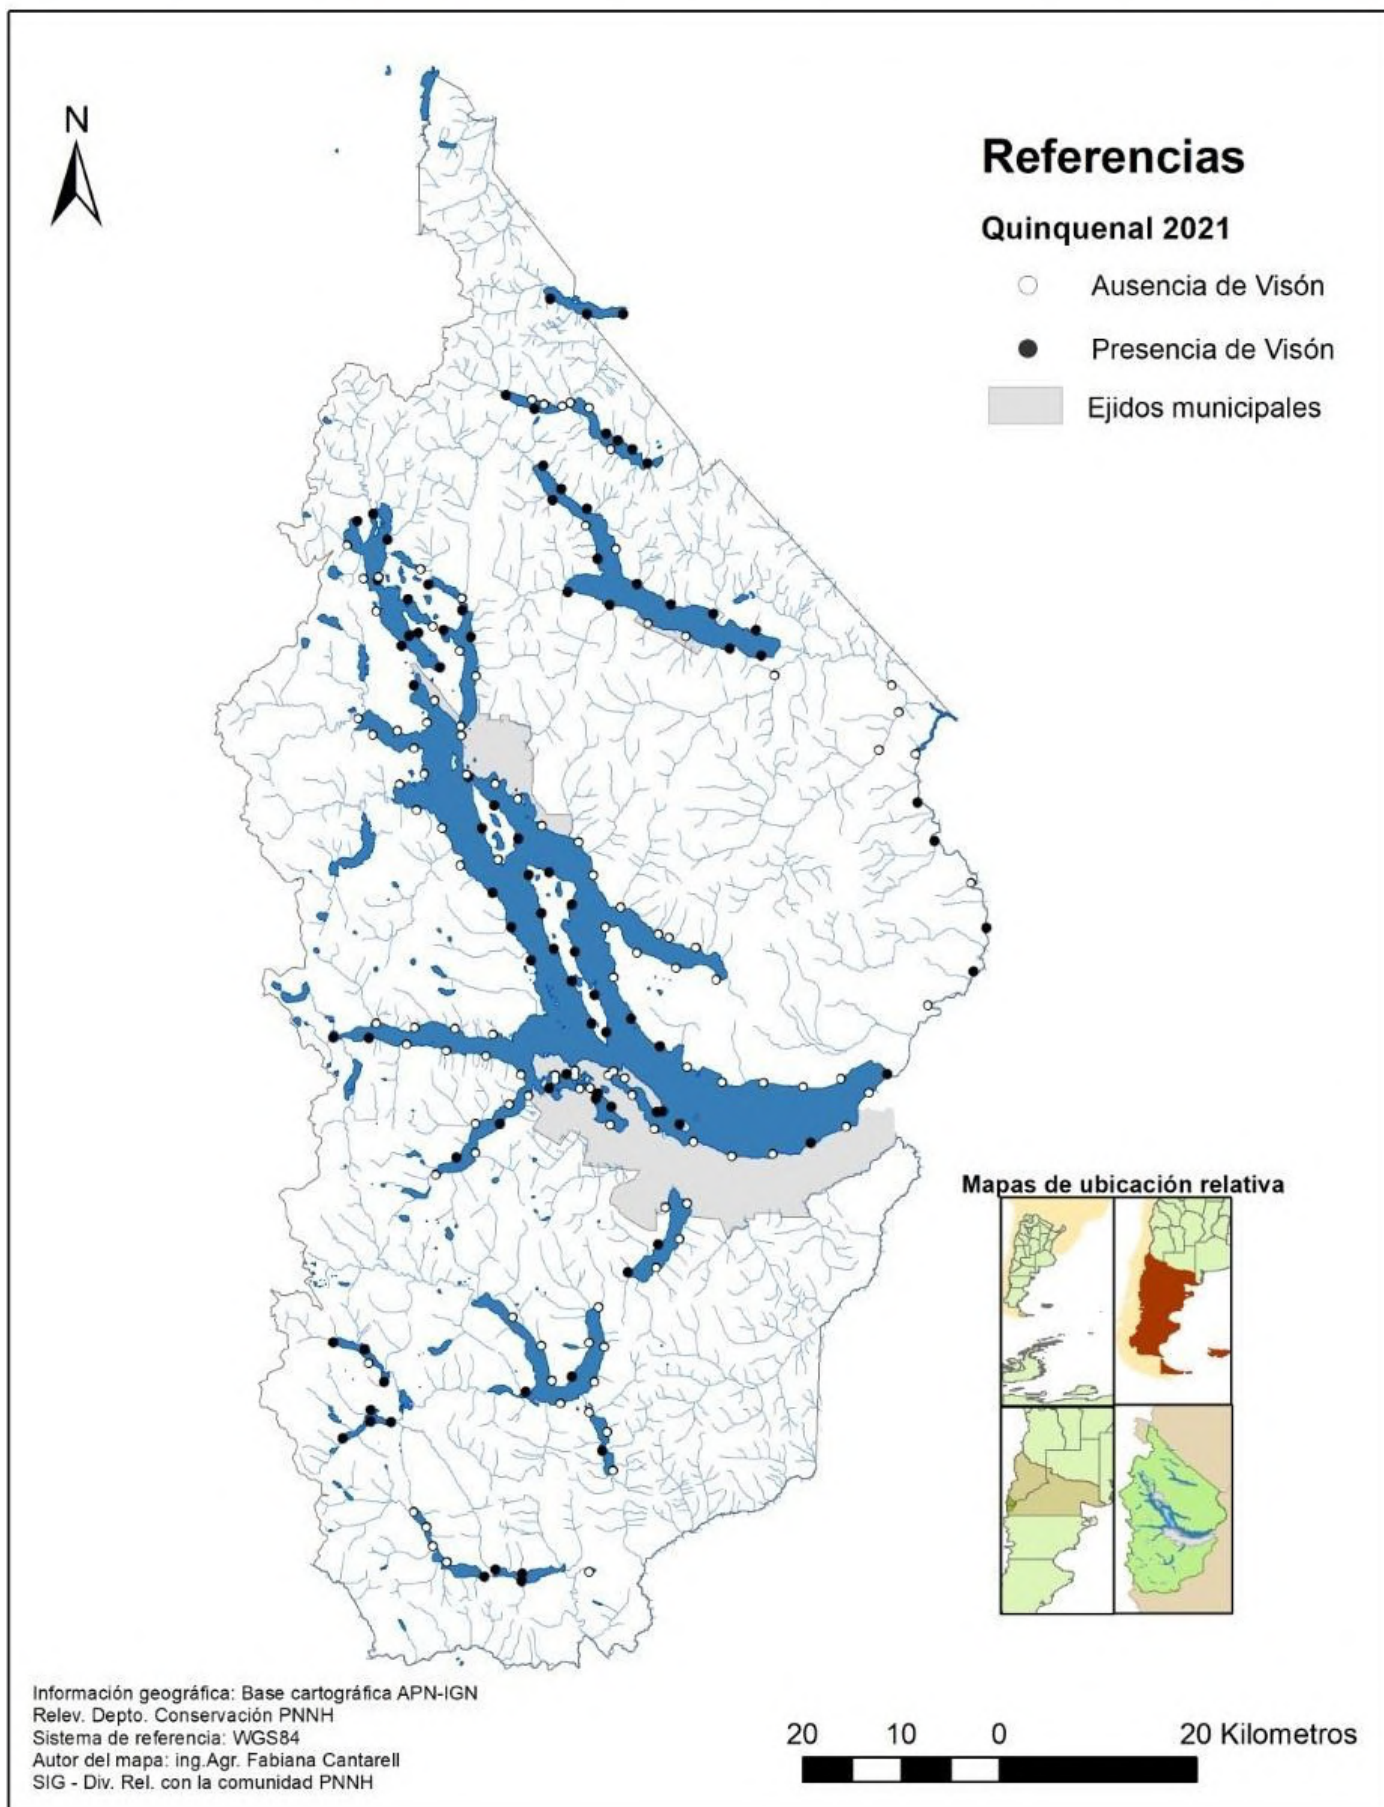 N
Referencias
Quinquenal 2021
Ausencia de Visón
Presencia de Visón
Ejidos municipales
Mapas de ubicación relativa
Información geográfica: Base cartográfica APN-IGN
Relev. Depto. Conservación PNNH
Sistema de referencia: WGS84
Autor del mapa: ing.Agr. Fabiana Cantarell
SIG - Div. Rel. con la comunidad PNNH
20 10 0 20 Kilometros